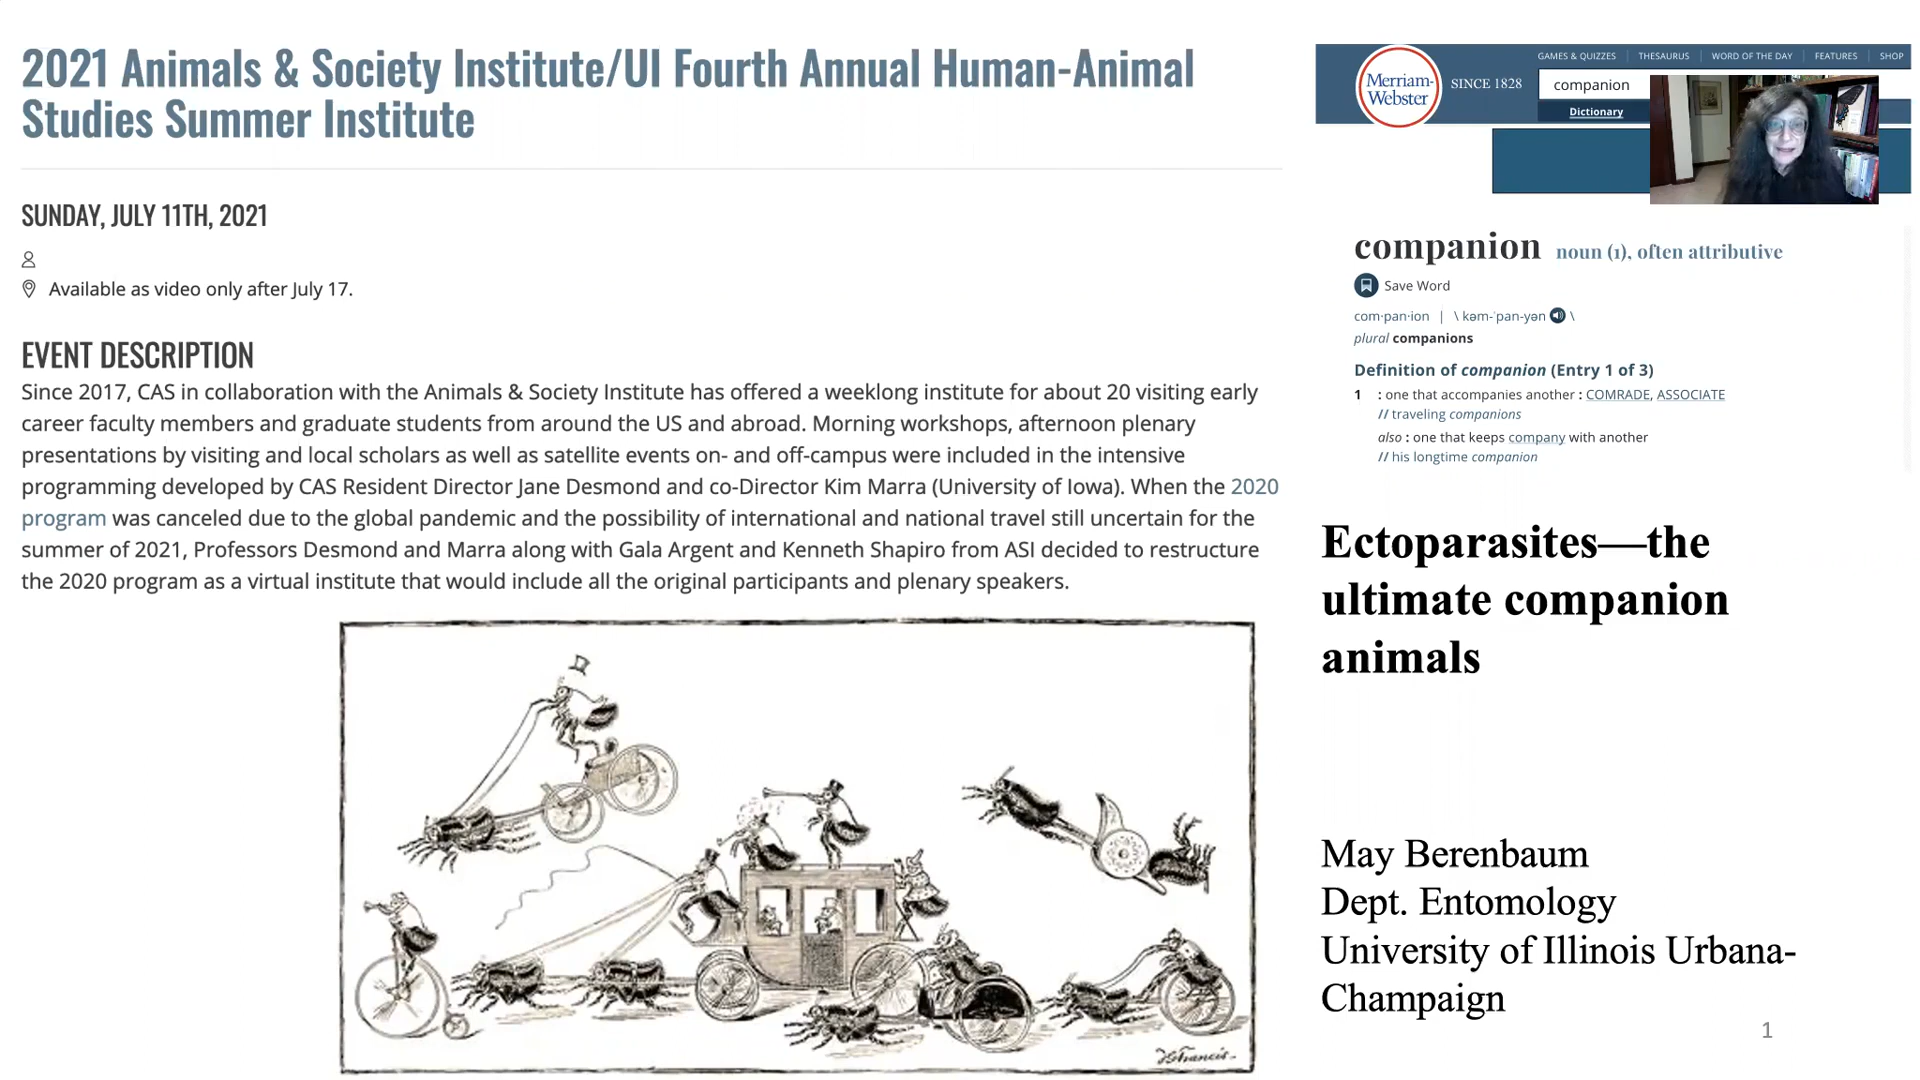 2021 Animals & Society Institute/UI Fourth Annual Human-Animal
Studies Summer Institute
SUNDAY, JULY 11TH, 2021
Available as video only after July 17.
EVENT DESCRIPTION
Since 2017, CAS in collaboration with the Animals & Society Institute has offered a weeklong institute for about 20 visiting early
career faculty members and graduate students from around the US and abroad. Morning workshops, afternoon plenary
presentations by visiting and local scholars as well as satellite events on- and off-campus were included in the intensive
programming developed by CAS Resident Director Jane Desmond and co-Director Kim Marra (University of Iowa). When the 2020
program was canceled due to the global pandemic and the possibility of international and national travel still uncertain for the
summer of 2021, Professors Desmond and Marra along with Gala Argent and Kenneth Shapiro from ASI decided to restructure
the 2020 program as a virtual institute that would include all the original participants and plenary speakers.
JGFrancis-
GAMES & QUIZZES | THESAURUS | WORD OF THE DAY | FEATURES | SHOP
Merriam-
Webster
SINCE 1828
companion
Dictionary
companion noun (1), often attributive
Save Word
com·pan·ion | \ kəm-ˈpan-yən \
plural companions
Definition of companion (Entry 1 of 3)
1 : one that accompanies another : COMRADE, ASSOCIATE
// traveling companions
also : one that keeps company with another
// his longtime companion
Ectoparasites—the
ultimate companion
animals
May Berenbaum
Dept. Entomology
University of Illinois Urbana-
Champaign
1